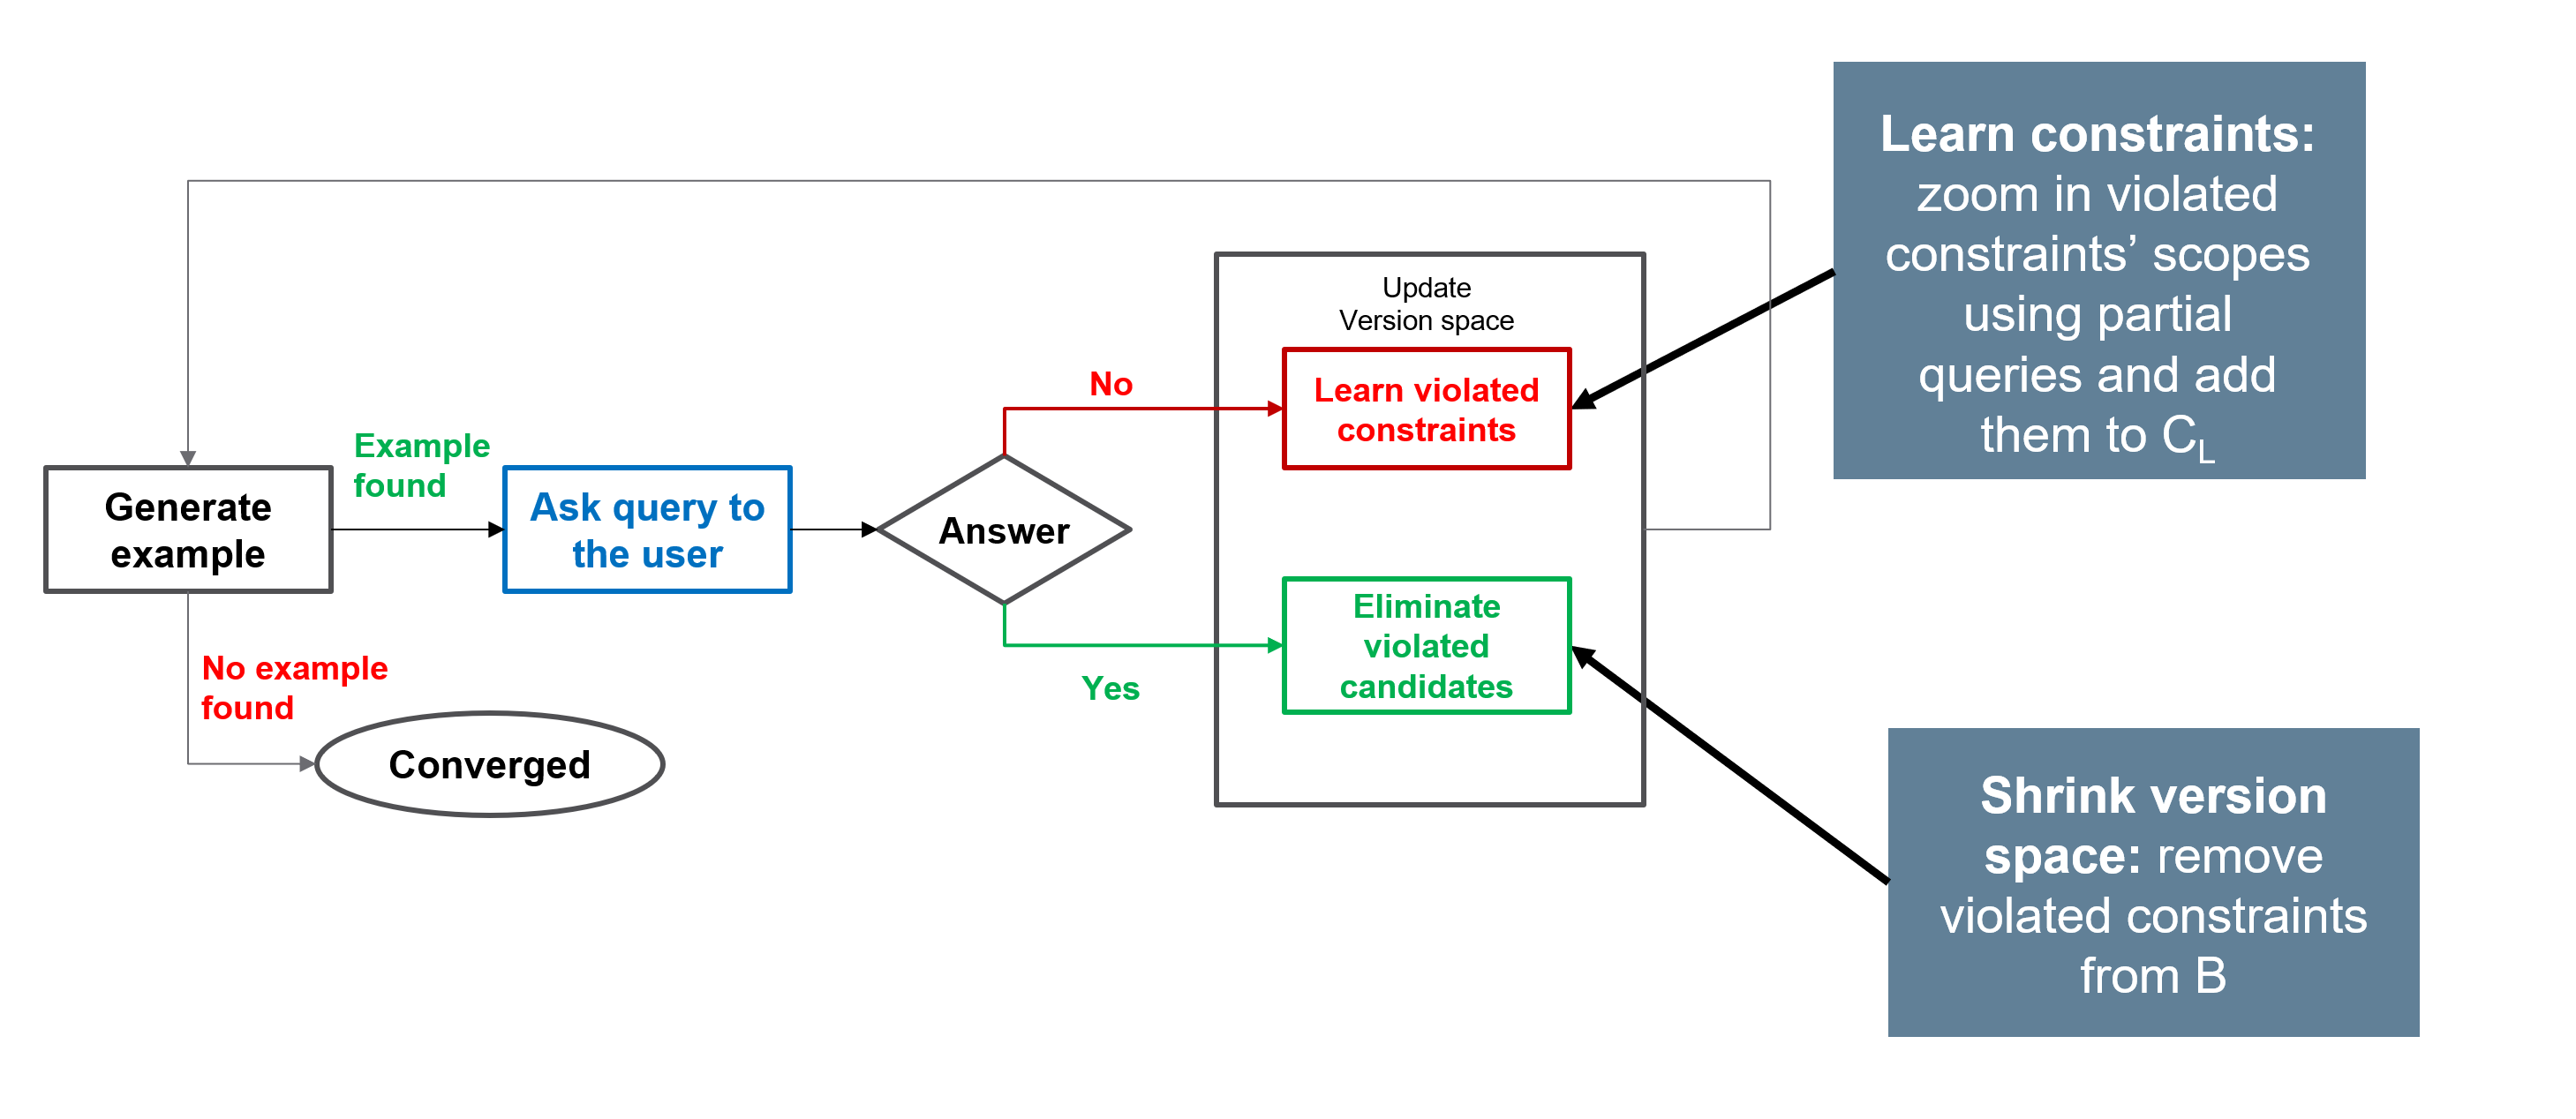 Learn constraints:
zoom in violated
constraints’ scopes
using partial
queries and add
them to C_L
Update
Version space
No
Learn violated
constraints
Example
found
Generate
example
Ask query to
the user
Answer
Eliminate
violated
candidates
Yes
No example
found
Converged
Shrink version
space: remove
violated constraints
from B